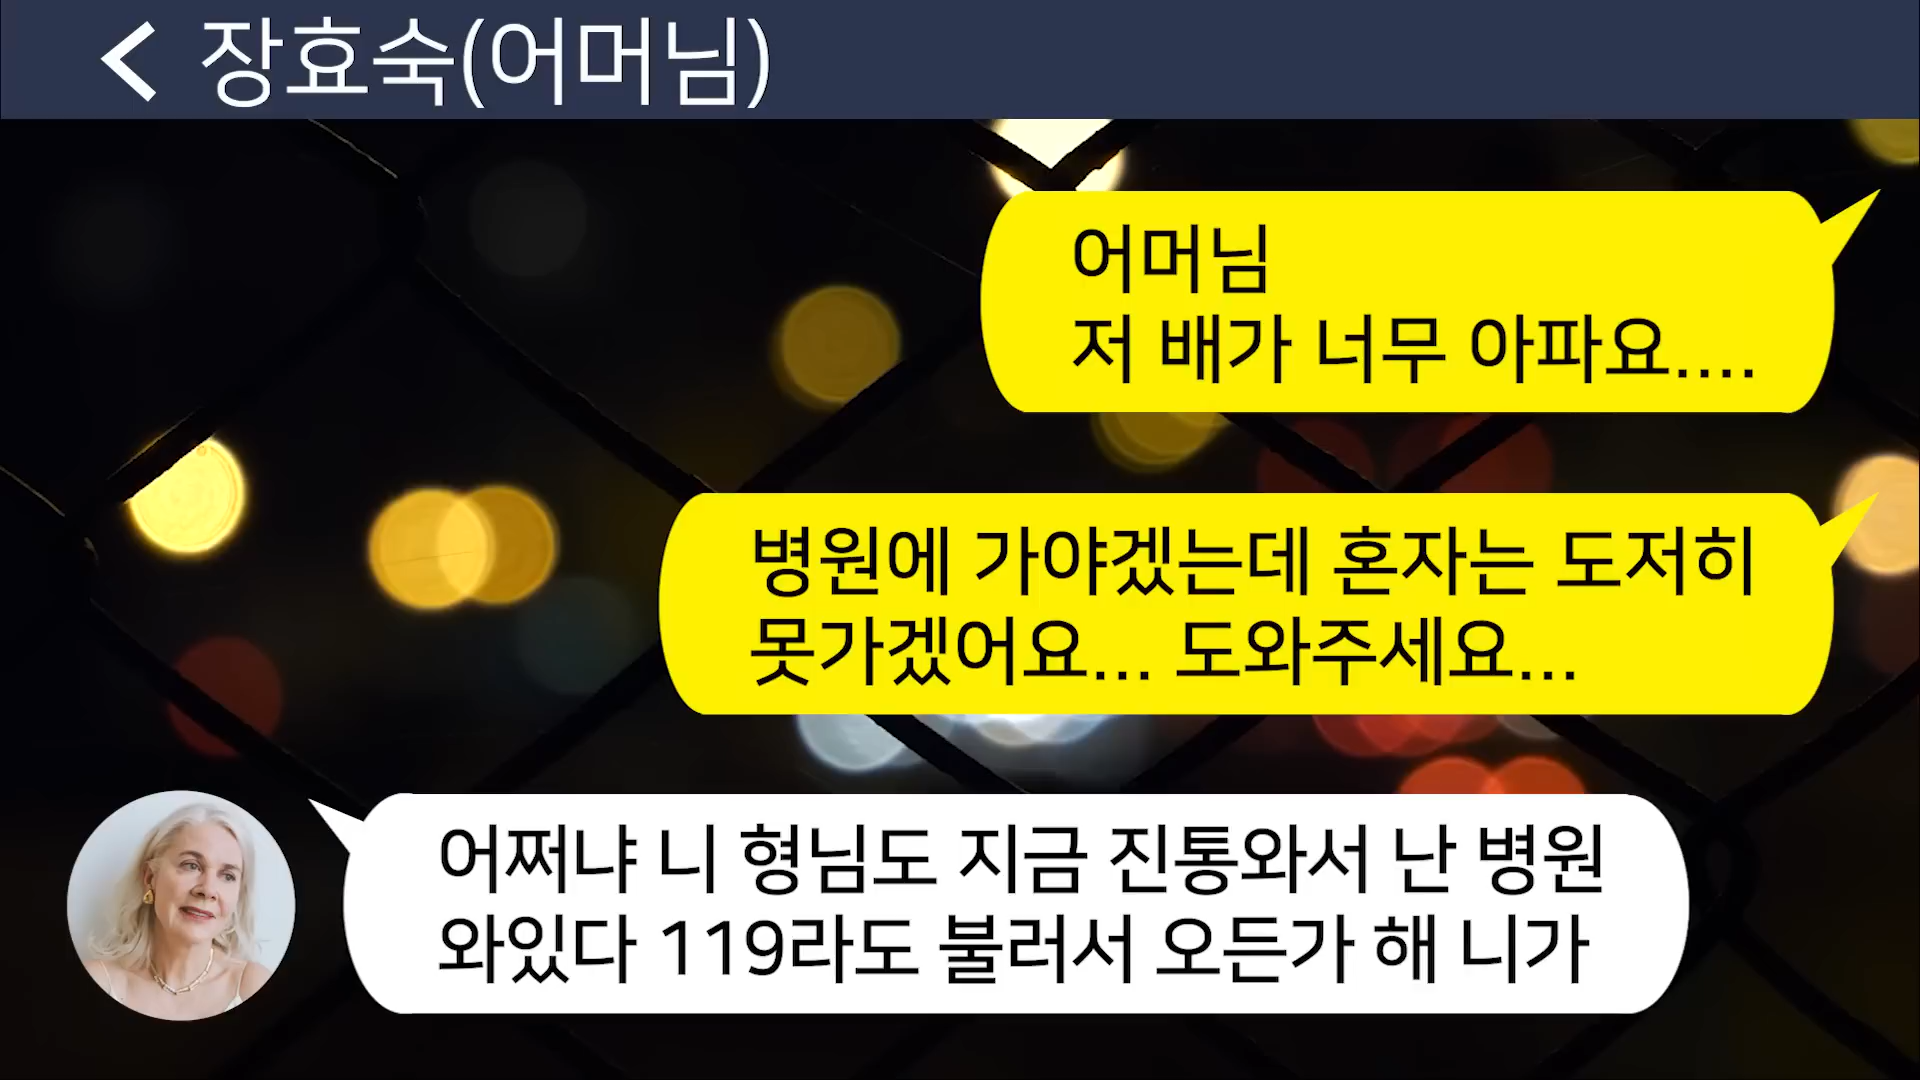 장효숙(어머님)
어머님
저 배가 너무 아파요....
병원에 가야겠는데 혼자는 도저히
못가겠어요... 도와주세요...
어쩌냐 니 형님도 지금 진통와서 난 병원
와있다 119라도 불러서 오든가 해 니가